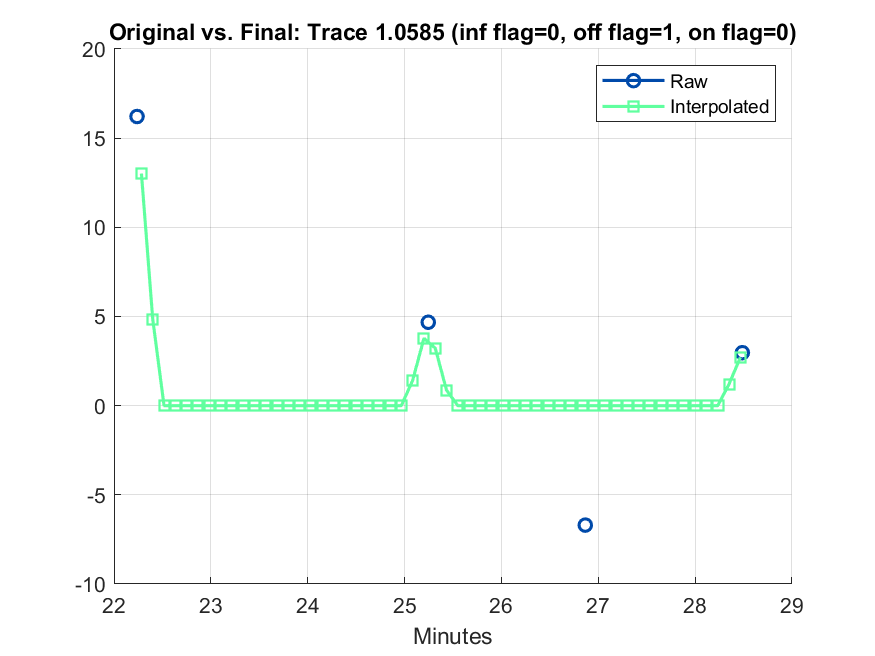 Original vs. Final: Trace 1.0585 (inf flag=0, off flag=1, on flag=0)
20
15
10
5
0
-5
-10
Raw
Interpolated
22 23 24 25 26 27 28 29
Minutes